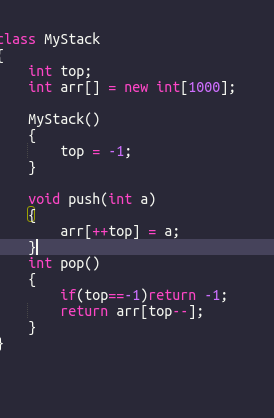 class MyStack
{
    int top;
    int arr[] = new int[1000];

    MyStack()
    {
        top = -1;
    }

    void push(int a)
    {
        arr[++top] = a;
    }
    int pop()
    {
        if(top==-1)return -1;
        return arr[top--];
    }
}